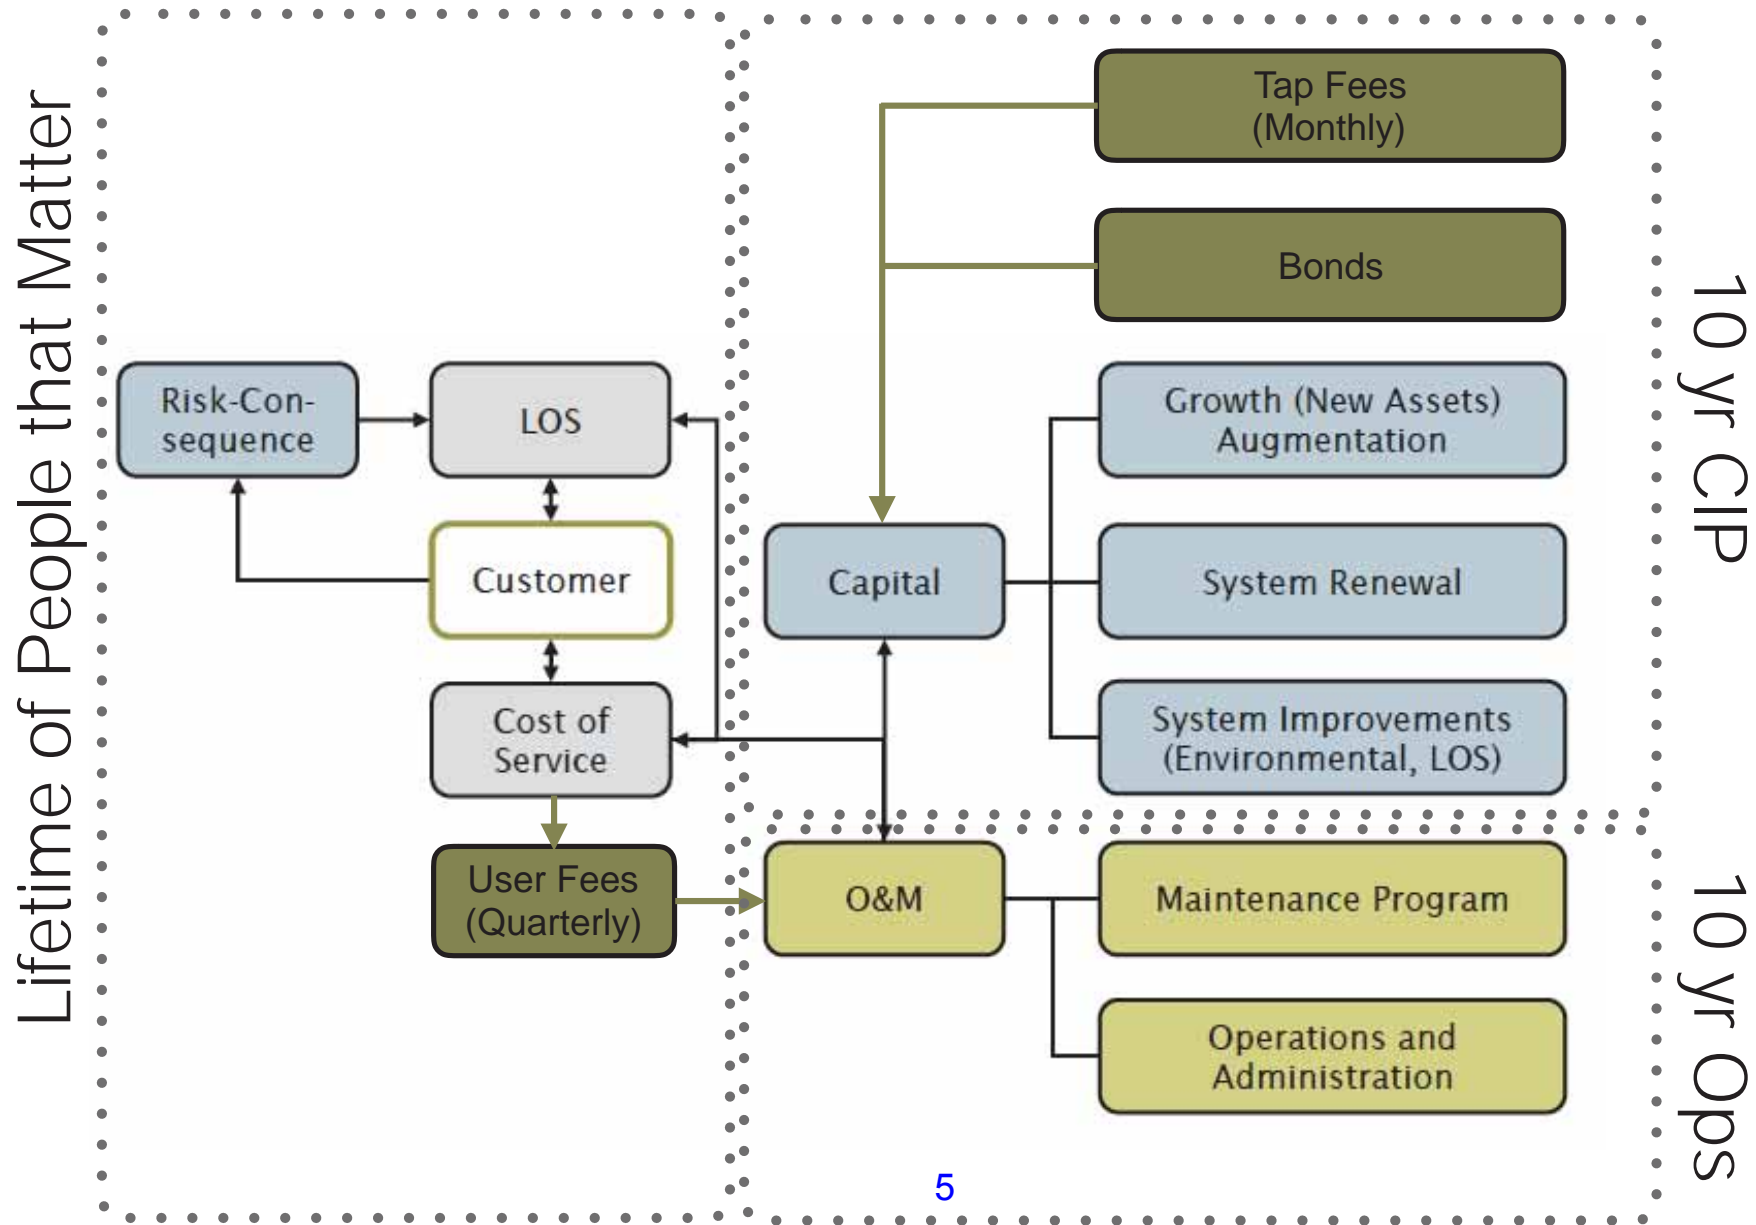 Lifetime of People that Matter
Tap Fees
(Monthly)
Bonds
10 yr CIP
Risk-Con-
sequence
LOS
Growth (New Assets)
Augmentation
Customer
Capital
System Renewal
Cost of
Service
System Improvements
(Environmental, LOS)
User Fees
(Quarterly)
O&M
Maintenance Program
10 yr Ops
Operations and
Administration
5